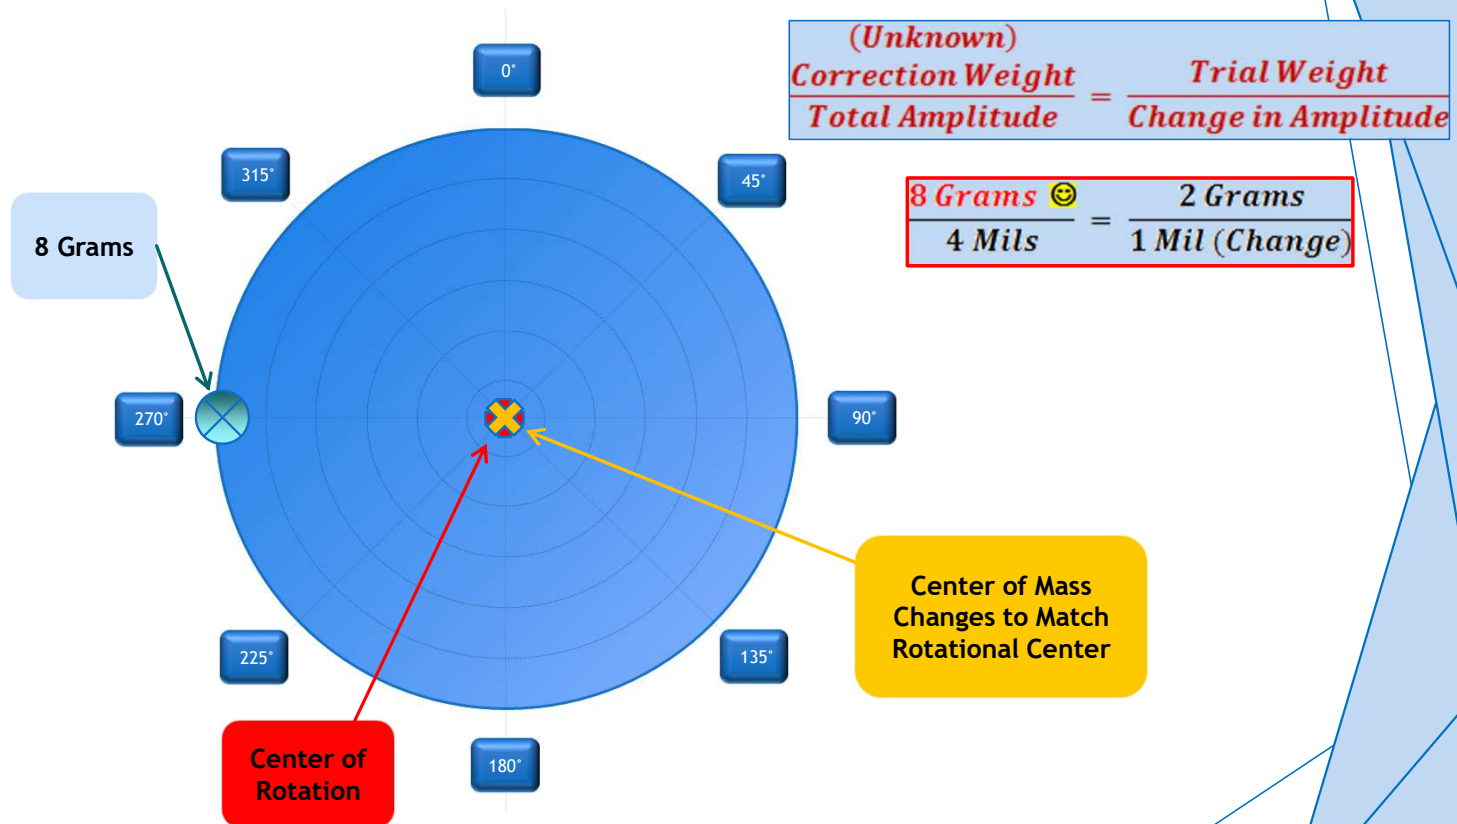 (Unknown)
Correction Weight
Total Amplitude
=
Trial Weight
Change in Amplitude
8 Grams ☺
4 Mils
=
2 Grams
1 Mil (Change)
0°
315°
45°
8 Grams
270°
90°
225°
135°
180°
Center of Mass
Changes to Match
Rotational Center
Center of
Rotation